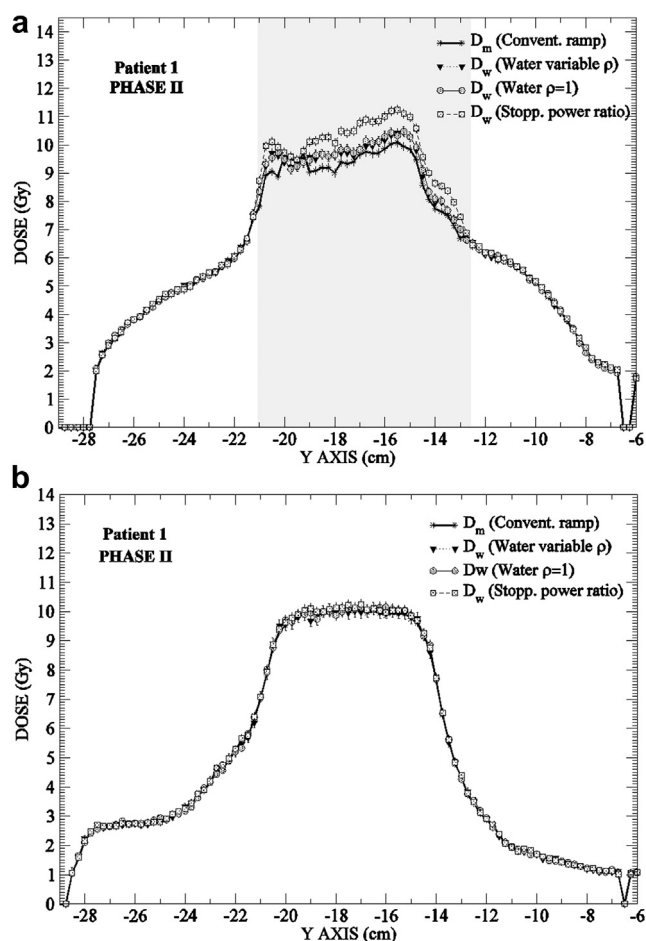 a
14
13
12
11
10
9
8
7
6
5
4
3
2
1
0
DOSE (Gy)
Patient 1
PHASE II
D_m (Convent. ramp)
D_w (Water variable ρ)
D_w (Water ρ=1)
D_w (Stopp. power ratio)
-28 -26 -24 -22 -20 -18 -16 -14 -12 -10 -8 -6
Y AXIS (cm)
b
14
13
12
11
10
9
8
7
6
5
4
3
2
1
0
DOSE (Gy)
Patient 1
PHASE II
D_m (Convent. ramp)
D_w (Water variable ρ)
Dw (Water ρ=1)
D_w (Stopp. power ratio)
-28 -26 -24 -22 -20 -18 -16 -14 -12 -10 -8 -6
Y AXIS (cm)